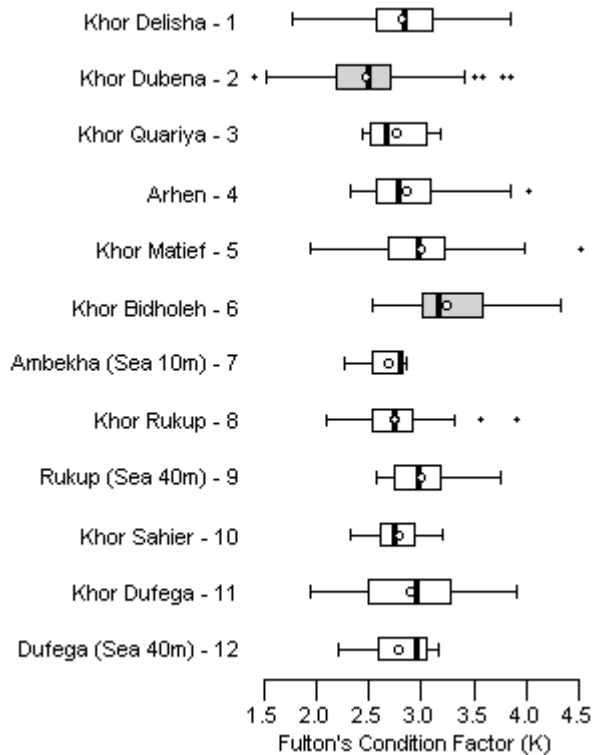 Khor Delisha - 1
Khor Dubena - 2
Khor Quariya - 3
Arhen - 4
Khor Matief - 5
Khor Bidholeh - 6
Ambekha (Sea 10m) - 7
Khor Rukup - 8
Rukup (Sea 40m) - 9
Khor Sahier - 10
Khor Dufega - 11
Dufega (Sea 40m) - 12
1.5 2.0 2.5 3.0 3.5 4.0 4.5
Fulton's Condition Factor (K)